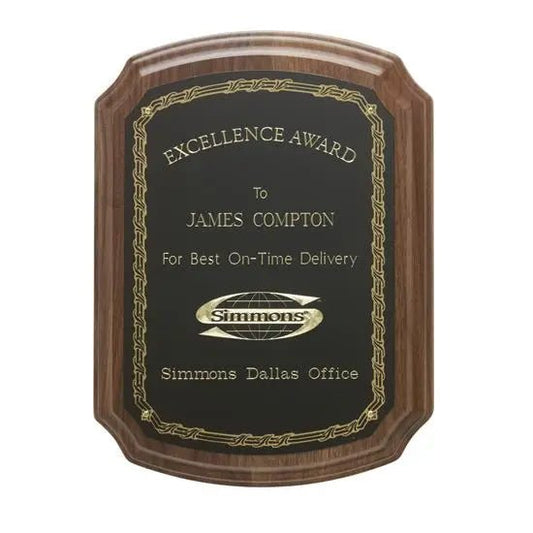 EXCELLENCE AWARD
To
JAMES COMPTON
For Best On-Time Delivery
Simmons®
Simmons Dallas Office